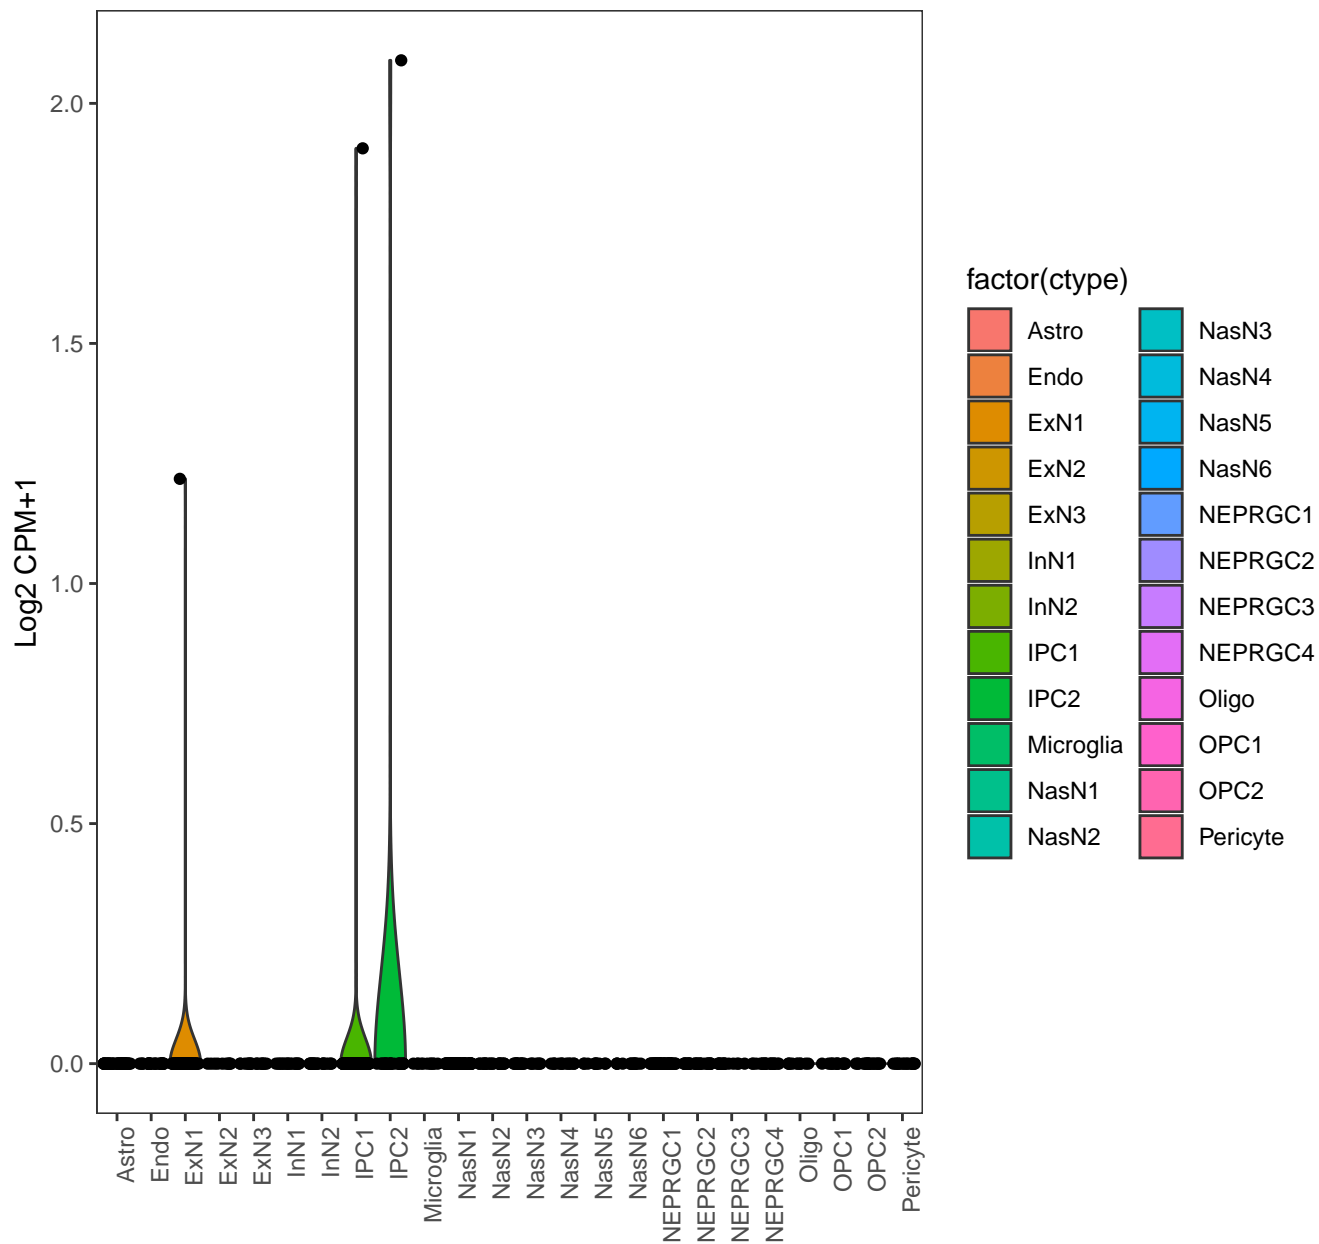 2.0
1.5
1.0
0.5
0.0
Log2 CPM+1
Astro
Endo
ExN1
ExN2
ExN3
InN1
InN2
IPC1
IPC2
Microglia
NasN1
NasN2
NasN3
NasN4
NasN5
NasN6
NEPRGC1
NEPRGC2
NEPRGC3
NEPRGC4
Oligo
OPC1
OPC2
Pericyte
factor(ctype)
Astro
Endo
ExN1
ExN2
ExN3
InN1
InN2
IPC1
IPC2
Microglia
NasN1
NasN2
NasN3
NasN4
NasN5
NasN6
NEPRGC1
NEPRGC2
NEPRGC3
NEPRGC4
Oligo
OPC1
OPC2
Pericyte